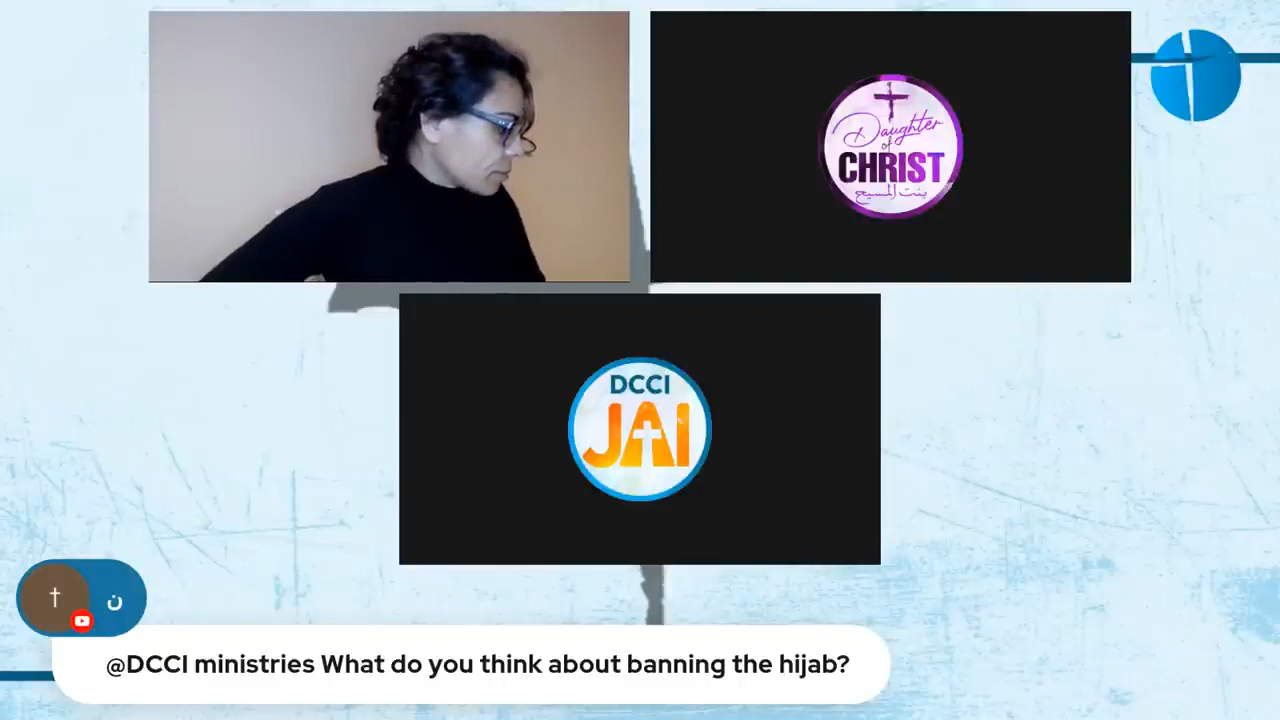 Daughter
of
CHRIST
بنت المسيح
DCCI
JAI
ن
@DCCI ministries What do you think about banning the hijab?